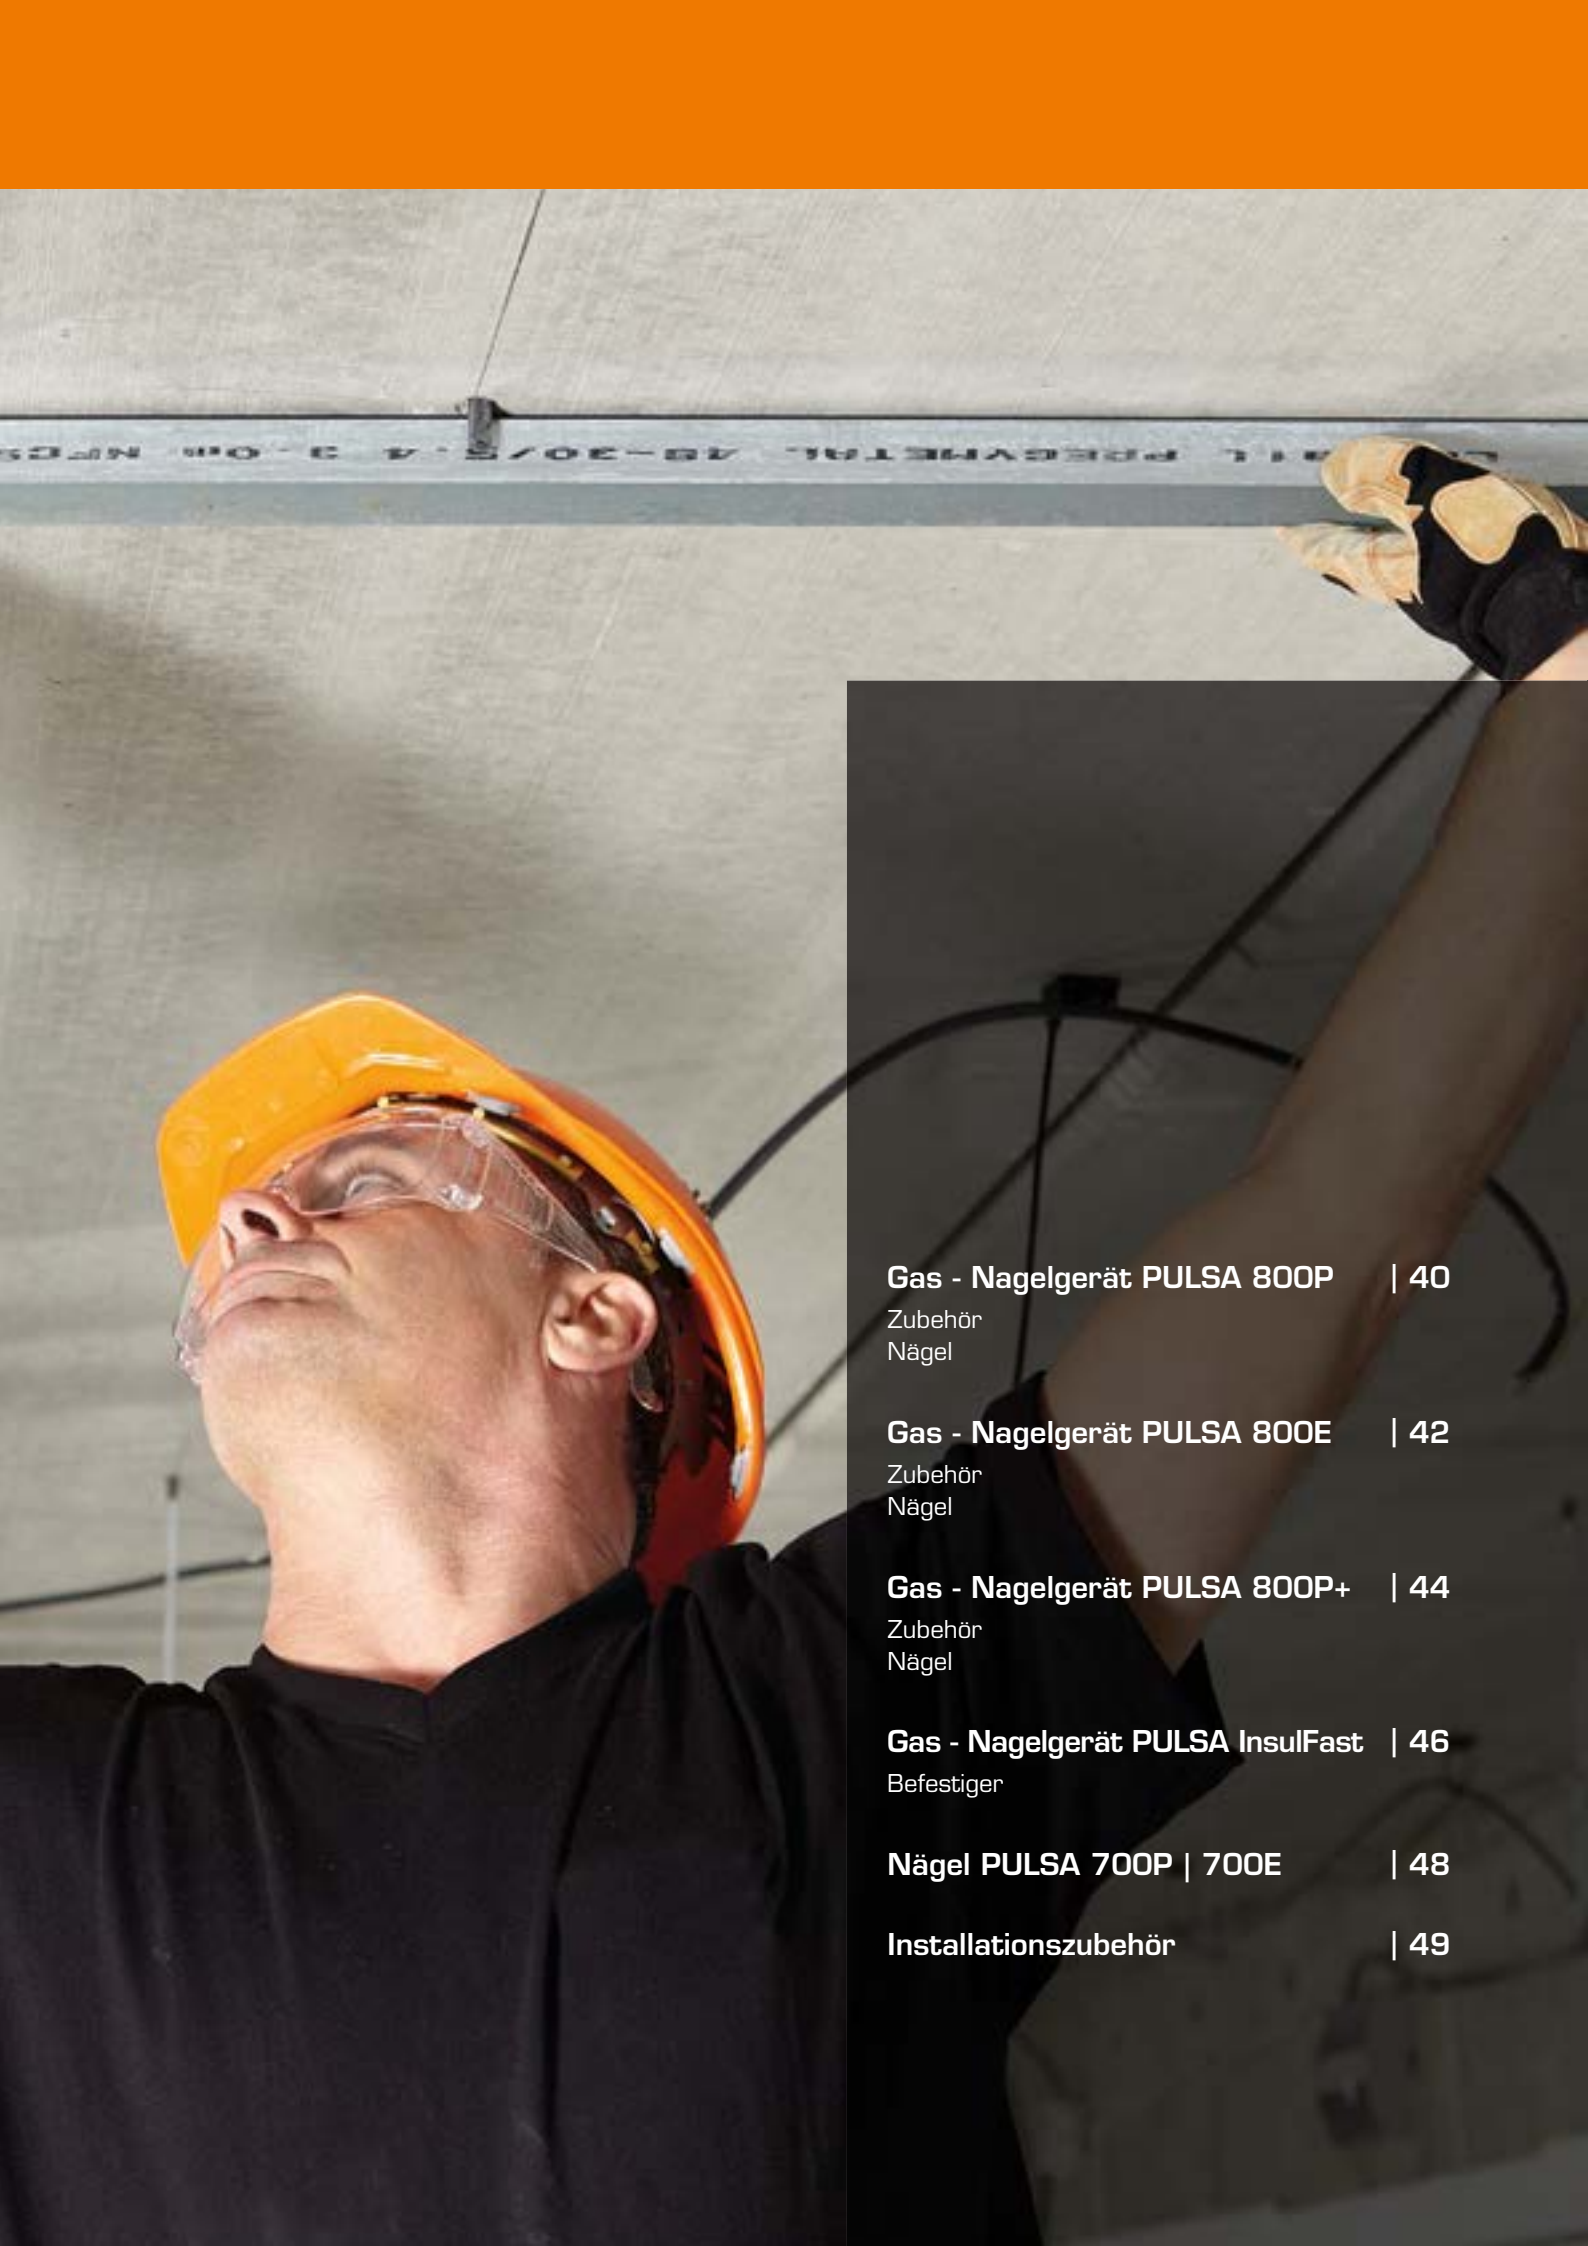 PREGYMETAL
Gas - Nagelgerät PULSA 800P | 40
Zubehör
Nägel
Gas - Nagelgerät PULSA 800E | 42
Zubehör
Nägel
Gas - Nagelgerät PULSA 800P+ | 44
Zubehör
Nägel
Gas - Nagelgerät PULSA InsulFast | 46
Befestiger
Nägel PULSA 700P | 700E | 48
Installationszubehör | 49